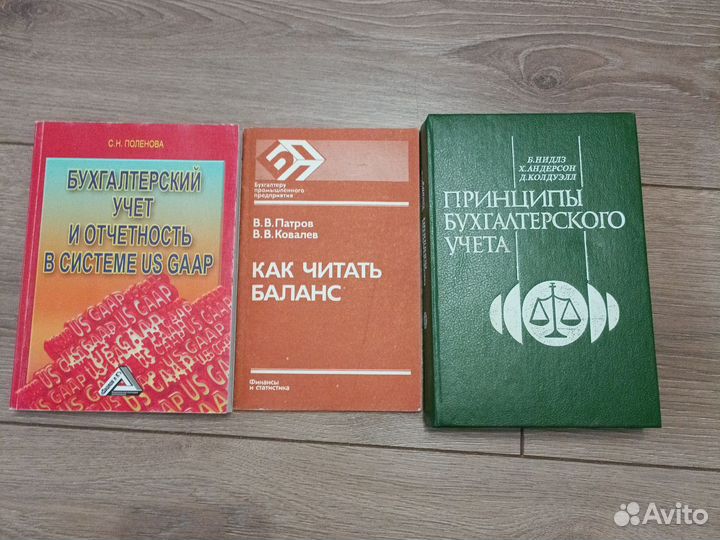 С.Н. ПОЛЕНОВА
БУХГАЛТЕРСКИЙ
УЧЕТ
И ОТЧЕТНОСТЬ
В СИСТЕМЕ US GAAP
Бухгалтеру
промышленного
предприятия
В.В.Патров
В.В.Ковалев
КАК ЧИТАТЬ
БАЛАНС
Финансы
и статистика
Б.НИДЛЗ
Х.АНДЕРСОН
Д.КОЛДУЭЛЛ
ПРИНЦИПЫ
БУХГАЛТЕРСКОГО
УЧЕТА
Avito